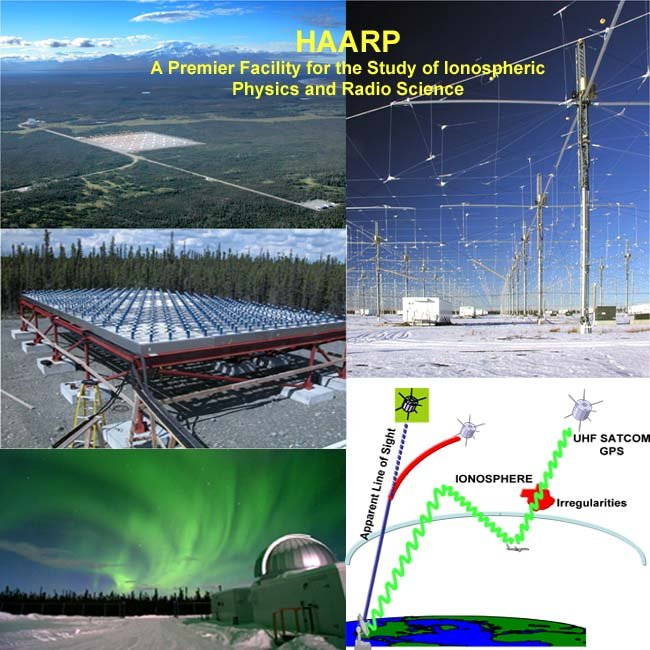 HAARP
A Premier Facility for the Study of Ionospheric
Physics and Radio Science
Apparent Line of Sight
IONOSPHERE
UHF SATCOM
GPS
Irregularities